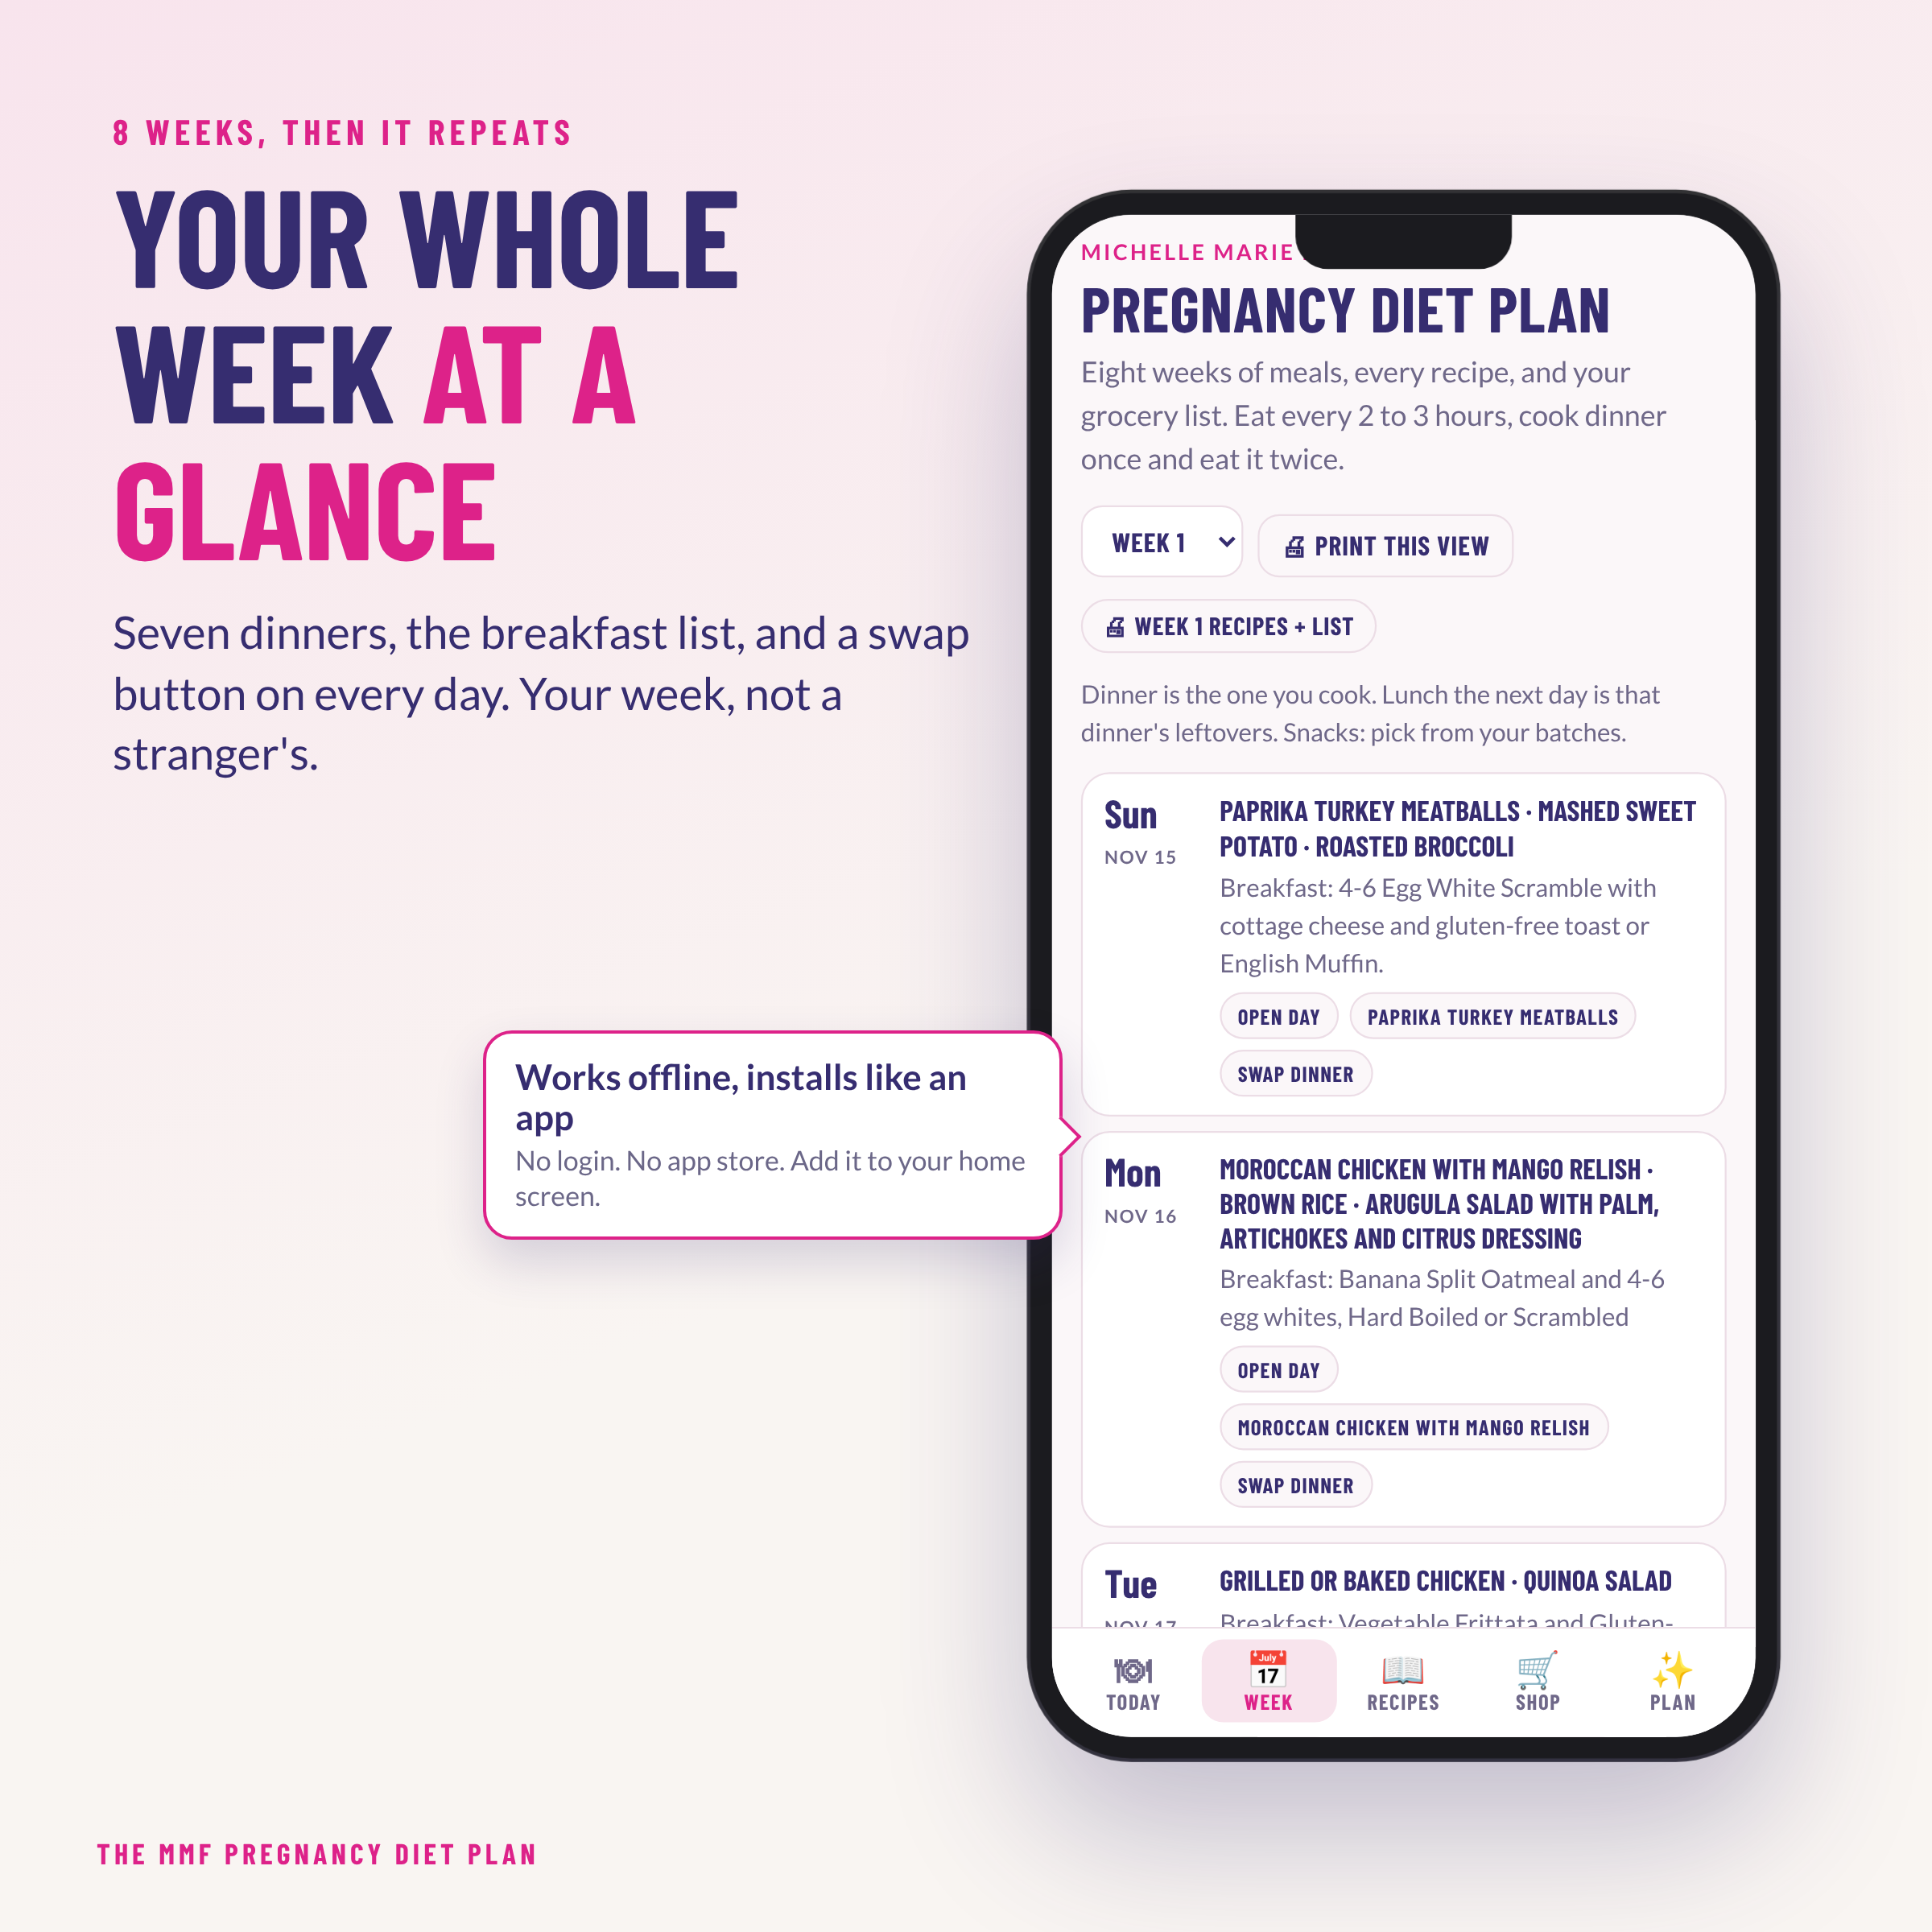 8 WEEKS, THEN IT REPEATS
YOUR WHOLE
WEEK AT A
GLANCE
Seven dinners, the breakfast list, and a swap
button on every day. Your week, not a
stranger's.
Works offline, installs like an
app
No login. No app store. Add it to your home
screen.
THE MMF PREGNANCY DIET PLAN
MICHELLE MARIE
PREGNANCY DIET PLAN
Eight weeks of meals, every recipe, and your
grocery list. Eat every 2 to 3 hours, cook dinner
once and eat it twice.
WEEK 1
PRINT THIS VIEW
WEEK 1 RECIPES + LIST
Dinner is the one you cook. Lunch the next day is that
dinner's leftovers. Snacks: pick from your batches.
Sun
NOV 15
PAPRIKA TURKEY MEATBALLS · MASHED SWEET
POTATO · ROASTED BROCCOLI
Breakfast: 4-6 Egg White Scramble with
cottage cheese and gluten-free toast or
English Muffin.
OPEN DAY
PAPRIKA TURKEY MEATBALLS
SWAP DINNER
Mon
NOV 16
MOROCCAN CHICKEN WITH MANGO RELISH ·
BROWN RICE · ARUGULA SALAD WITH PALM,
ARTICHOKES AND CITRUS DRESSING
Breakfast: Banana Split Oatmeal and 4-6
egg whites, Hard Boiled or Scrambled
OPEN DAY
MOROCCAN CHICKEN WITH MANGO RELISH
SWAP DINNER
Tue
NOV 17
GRILLED OR BAKED CHICKEN · QUINOA SALAD
Breakfast: Vegetable Frittata and Gluten-
TODAY
July
17
WEEK
RECIPES
SHOP
PLAN